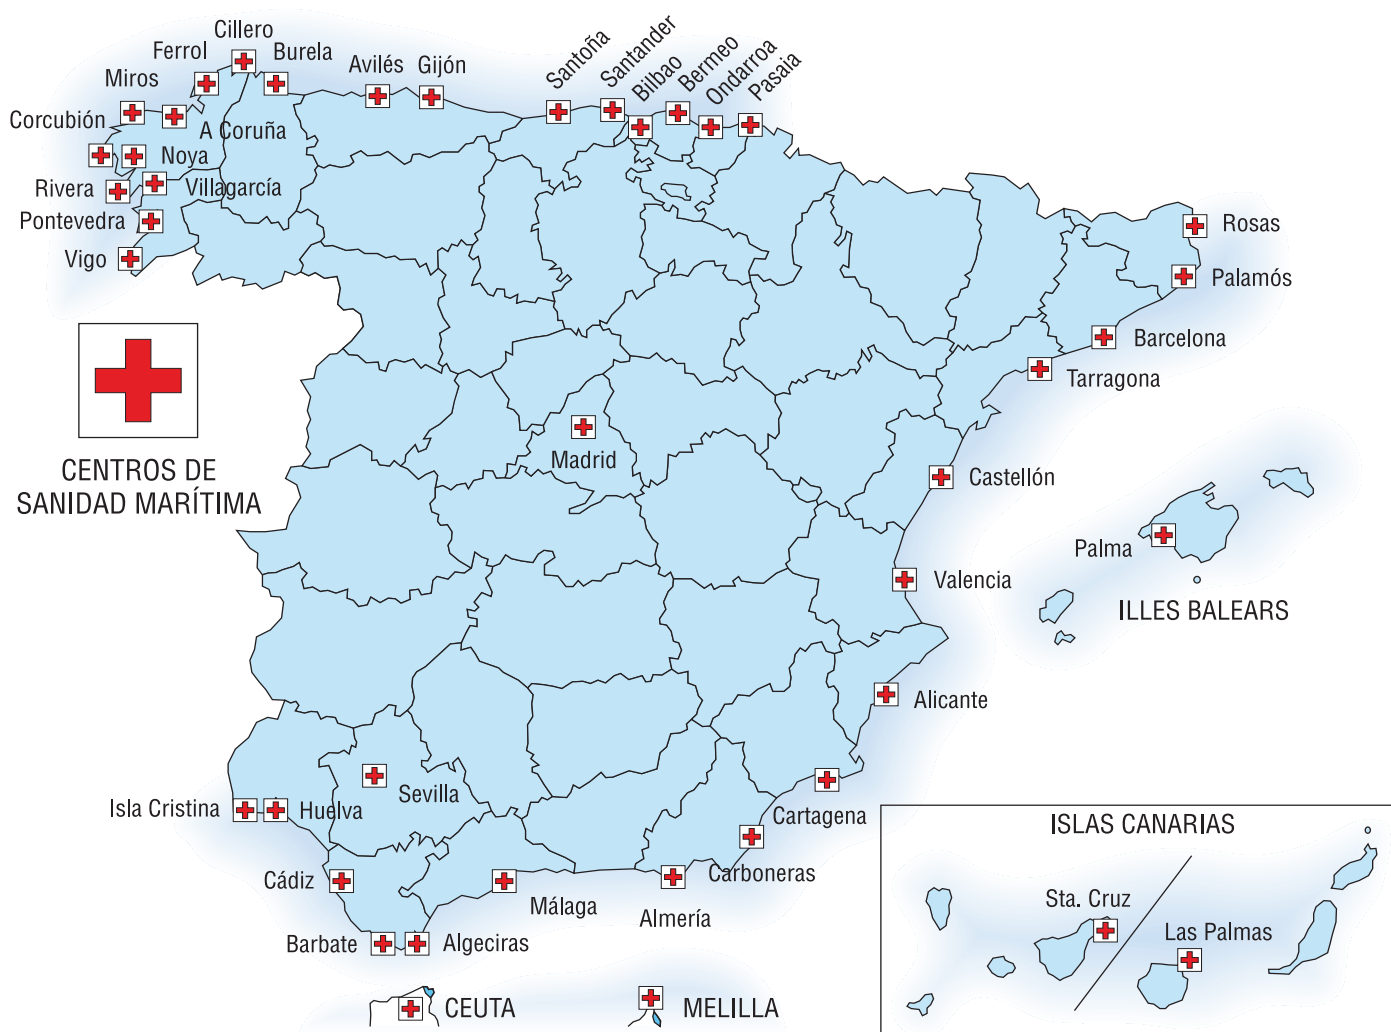 Cillero
Ferrol
Burela
Avilés
Gijón
Santoña
Santander
Bilbao
Bermeo
Ondarroa
Pasaia
Miros
Corcubión
A Coruña
Noya
Rivera
Villagarcía
Pontevedra
Vigo
Rosas
Palamós
Barcelona
Tarragona
CENTROS DE
SANIDAD MARÍTIMA
Madrid
Castellón
Palma
Valencia
ILLES BALEARS
Alicante
Sevilla
Isla Cristina
Huelva
Cartagena
Cádiz
Carboneras
Málaga
Almería
Barbate
Algeciras
CEUTA
MELILLA
ISLAS CANARIAS
Sta. Cruz
Las Palmas